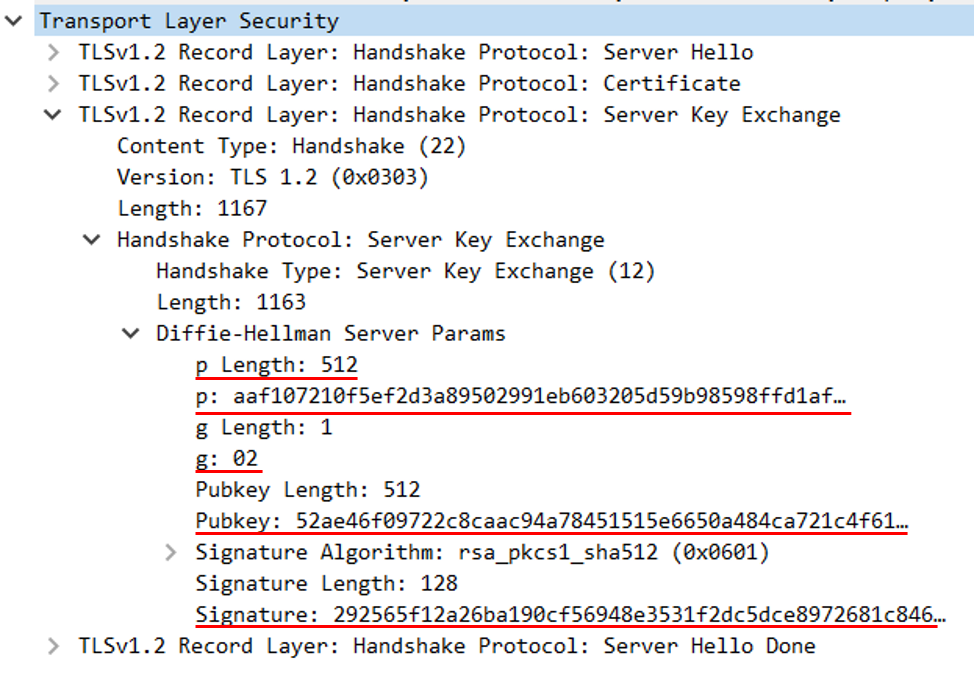 Transport Layer Security
TLSv1.2 Record Layer: Handshake Protocol: Server Hello
TLSv1.2 Record Layer: Handshake Protocol: Certificate
TLSv1.2 Record Layer: Handshake Protocol: Server Key Exchange
Content Type: Handshake (22)
Version: TLS 1.2 (0x0303)
Length: 1167
Handshake Protocol: Server Key Exchange
Handshake Type: Server Key Exchange (12)
Length: 1163
Diffie-Hellman Server Params
p Length: 512
p: aaf107210f5ef2d3a89502991eb603205d59b98598ffd1af…
g Length: 1
g: 02
Pubkey Length: 512
Pubkey: 52ae46f09722c8caac94a78451515e6650a484ca721c4f61…
Signature Algorithm: rsa_pkcs1_sha512 (0x0601)
Signature Length: 128
Signature: 292565f12a26ba190cf56948e3531f2dc5dce8972681c846…
TLSv1.2 Record Layer: Handshake Protocol: Server Hello Done